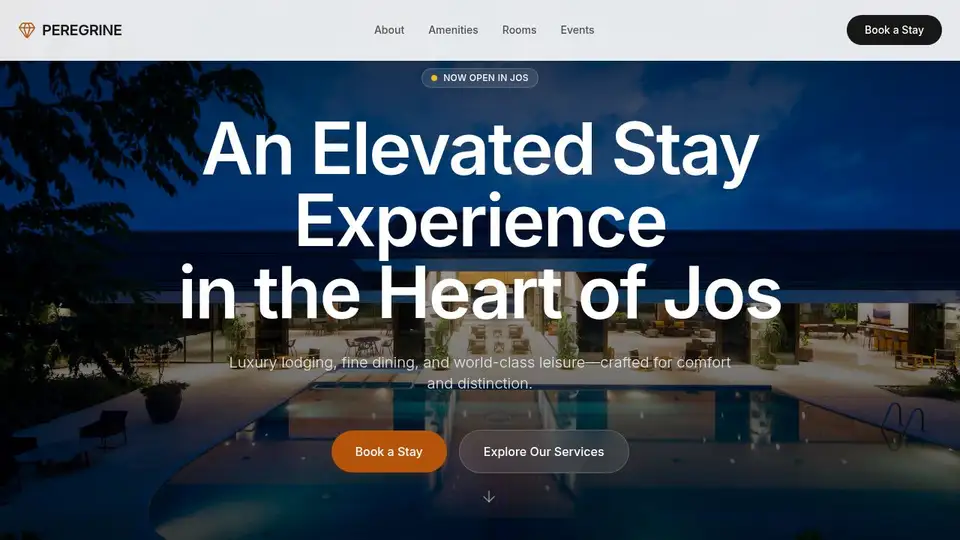 PEREGRINE
About
Amenities
Rooms
Events
Book a Stay
NOW OPEN IN JOS
An Elevated Stay
Experience
in the Heart of Jos
Luxury lodging, fine dining, and world-class leisure—crafted for comfort
and distinction.
Book a Stay
Explore Our Services